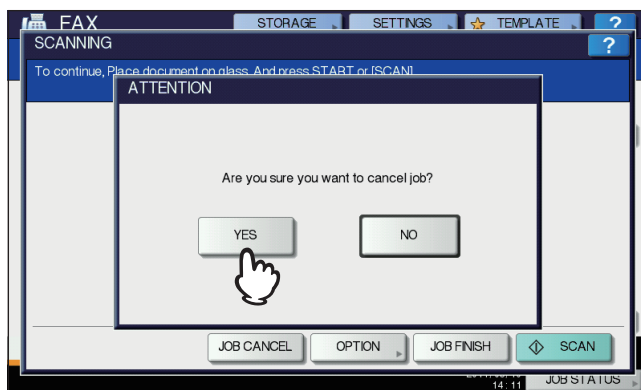 FAX
STORAGE
SETTINGS
TEMPLATE
?
SCANNING
?
To continue, Place document on glass. And press START or [SCAN]
ATTENTION
Are you sure you want to cancel job?
YES
NO
JOB CANCEL
OPTION
JOB FINISH
SCAN
14:11
JOB STATUS